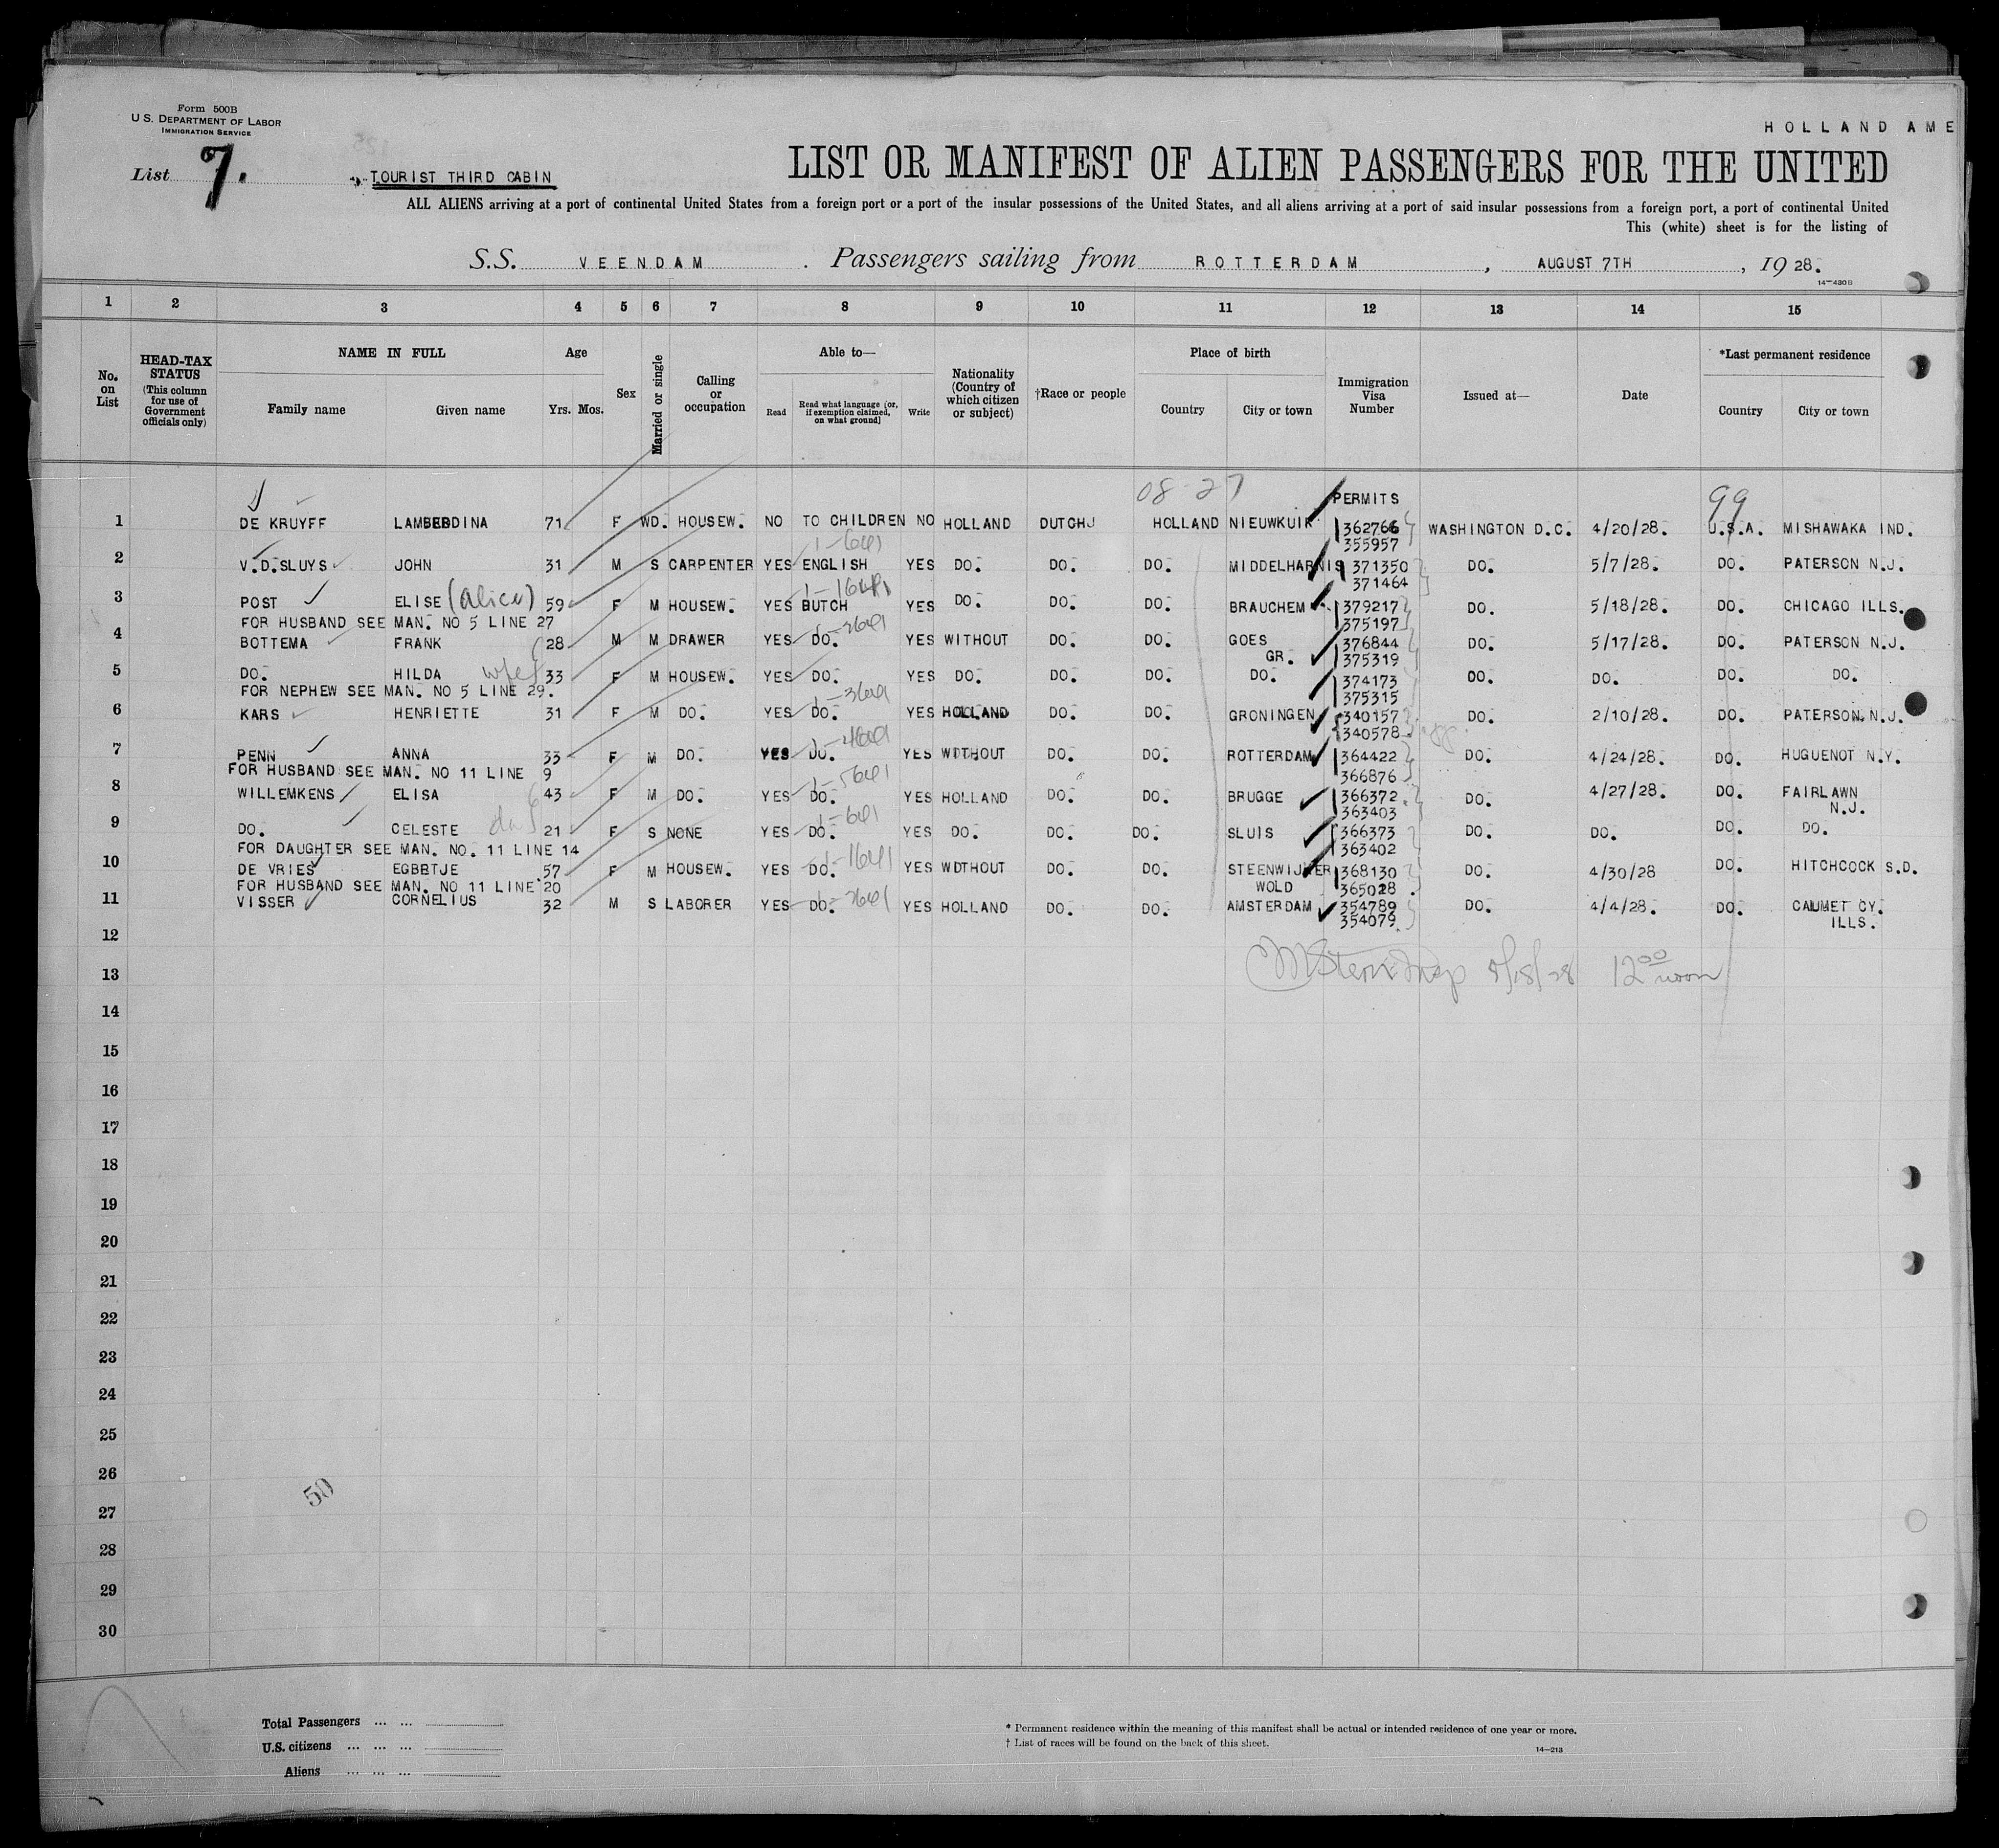 Form 500B
U. S. DEPARTMENT OF LABOR
IMMIGRATION SERVICE
HOLLAND AME
List 7. TOURIST THIRD CABIN
LIST OR MANIFEST OF ALIEN PASSENGERS FOR THE UNITED
ALL ALIENS arriving at a port of continental United States from a foreign port or a port of the insular possessions of the United States, and all aliens arriving at a port of said insular possessions from a foreign port, a port of continental United
This (white) sheet is for the listing of
S.S. VEENDAM . Passengers sailing from ROTTERDAM , AUGUST 7TH , 19 28.
14—430B
1 2 3 4 5 6 7 8 9 10 11 12 13 14 15
No. on List
HEAD-TAX STATUS (This column for use of Government officials only)
NAME IN FULL
Family name Given name
Age
Yrs. Mos.
Sex
Married or single
Calling or occupation
Able to—
Read Read what language (or, if exemption claimed, on what ground) Write
Nationality (Country of which citizen or subject)
†Race or people
Place of birth
Country City or town
Immigration Visa Number
Issued at—
Date
*Last permanent residence
Country City or town
08-27 PERMITS 99
1 DE KRUYFF LAMBERDINA 71 F WD. HOUSEW. NO TO CHILDREN NO HOLLAND DUTCH HOLLAND NIEUWKUIK 362766 WASHINGTON D.C. 4/20/28. U.S.A. MISHAWAKA IND.
355957
2 V.D.SLUYS JOHN 31 M S CARPENTER YES ENGLISH YES DO. DO. DO. MIDDELHARNIS 371350 DO. 5/7/28. DO. PATERSON N.J.
371464
3 POST ELISE (Alice) 59 F M HOUSEW. YES DUTCH YES DO. DO. DO. BRAUCHEM 379217 DO. 5/18/28. DO. CHICAGO ILLS.
FOR HUSBAND SEE MAN. NO 5 LINE 27 375197
4 BOTTEMA FRANK 28 M M DRAWER YES DO. YES WITHOUT DO. DO. GOES 376844 DO. 5/17/28. DO. PATERSON N.J.
GR. 375319
5 DO. HILDA wife 33 F M HOUSEW. YES DO. YES DO. DO. DO. DO. 374173 DO. DO. DO. DO.
FOR NEPHEW SEE MAN. NO 5 LINE 29. 375315
6 KARS HENRIETTE 31 F M DO. YES DO. YES HOLLAND DO. DO. GRONINGEN 340157 DO. 2/10/28. DO. PATERSON N.J.
340578
7 PENN ANNA 33 F M DO. YES DO. YES WITHOUT DO. DO. ROTTERDAM 364422 DO. 4/24/28. DO. HUGUENOT N.Y.
FOR HUSBAND SEE MAN. NO 11 LINE 9 366876
8 WILLEMKENS ELISA 43 F M DO. YES DO. YES HOLLAND DO. DO. BRUGGE 366372 DO. 4/27/28. DO. FAIRLAWN
363403 N.J.
9 DO. CELESTE 21 F S NONE YES DO. YES DO. DO. DO. SLUIS 366373 DO. DO. DO. DO.
FOR DAUGHTER SEE MAN. NO. 11 LINE 14 363402
10 DE VRIES EGBETJE 57 F M HOUSEW. YES DO. YES WDTHOUT DO. DO. STEENWIJKER 368130 DO. 4/30/28 DO. HITCHCOCK S.D.
FOR HUSBAND SEE MAN. NO 11 LINE 20 WOLD 365028
11 VISSER CORNELIUS 32 M S LABORER YES DO. YES HOLLAND DO. DO. AMSTERDAM 354789 DO. 4/4/28. DO. CALUMET CY.
354079 ILLS.
12
13 Stern Insp 8/18/28 12 00 noon
14
15
16
17
18
19
20
21
22
23
24
25
26
50
27
28
29
30
Total Passengers ... ...
U.S. citizens ... ... ...
Aliens ... ... ...
* Permanent residence within the meaning of this manifest shall be actual or intended residence of one year or more.
† List of races will be found on the back of this sheet.
14—213